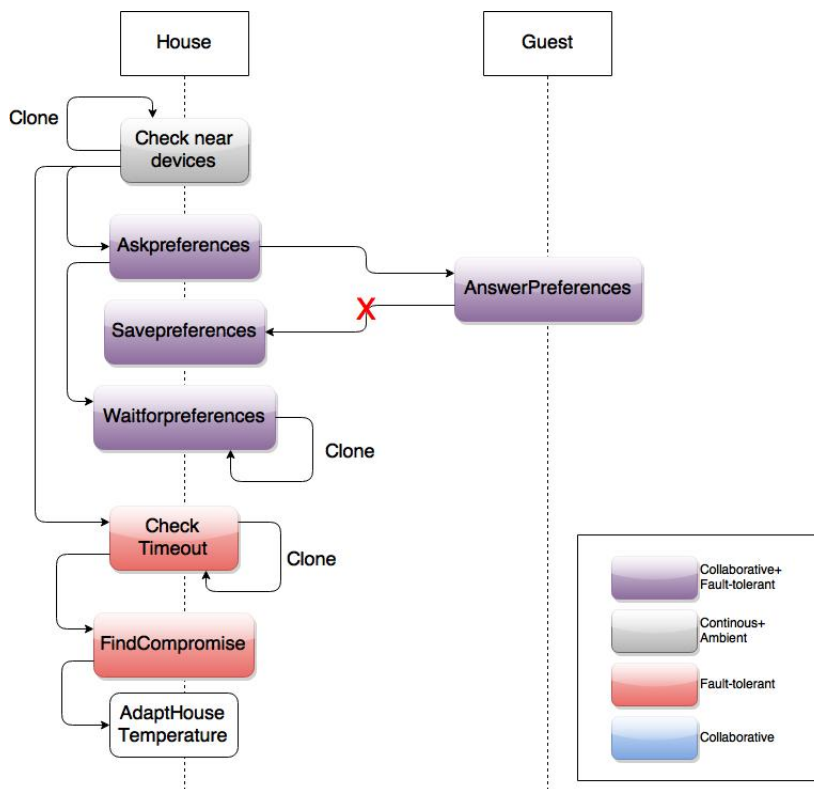 House
Guest
Clone
Check near
devices
Askpreferences
AnswerPreferences
X
Savepreferences
Waitforpreferences
Clone
Check
Timeout
Clone
FindCompromise
AdaptHouse
Temperature
Collaborative+
Fault-tolerant
Continous+
Ambient
Fault-tolerant
Collaborative